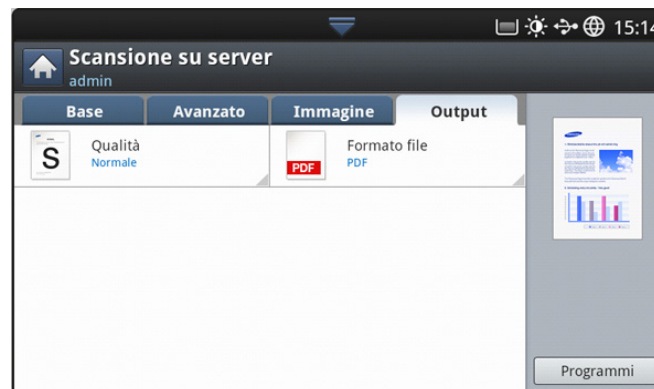 15:14
Scansione su server
admin
Base Avanzato Immagine Output
S Qualità
Normale
PDF Formato file
PDF
Programmi